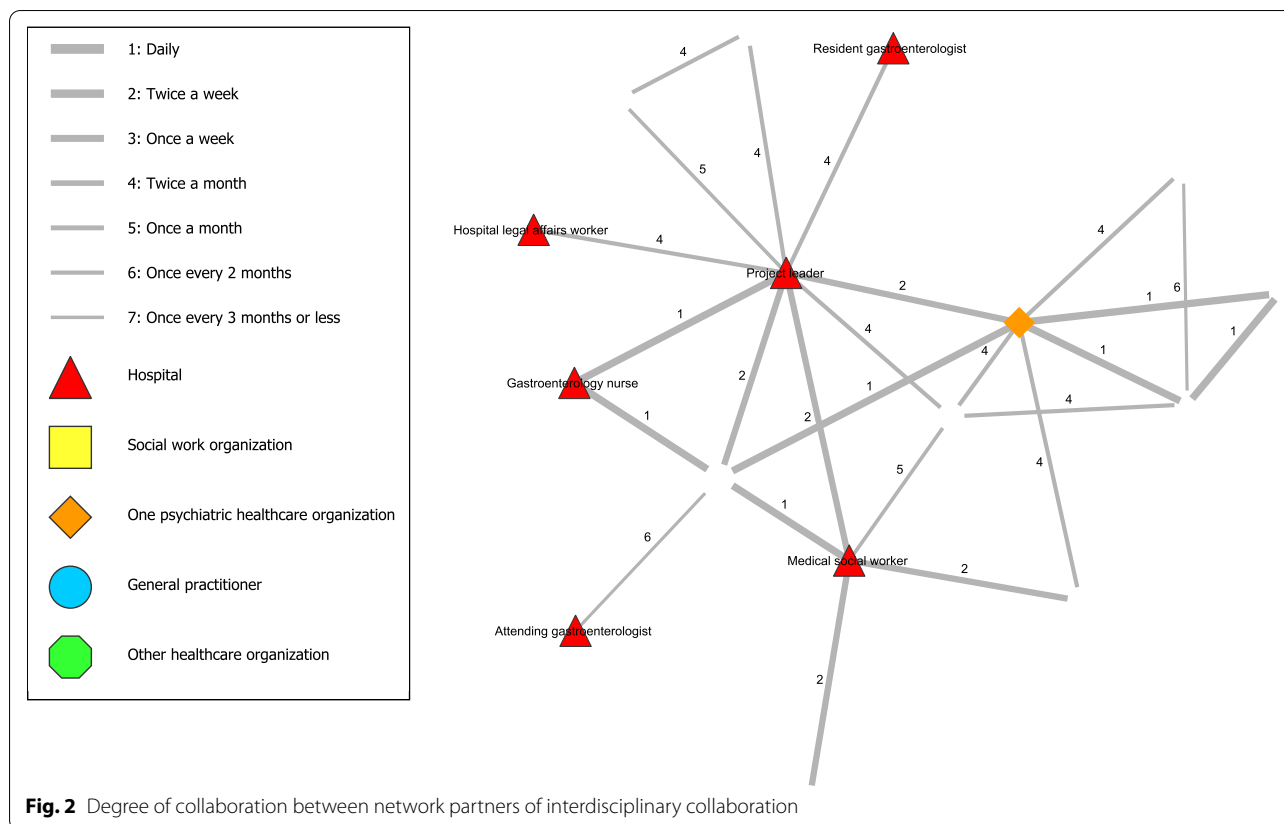 1: Daily
2: Twice a week
3: Once a week
4: Twice a month
5: Once a month
6: Once every 2 months
7: Once every 3 months or less
Hospital
Social work organization
One psychiatric healthcare organization
General practitioner
Other healthcare organization
Resident gastroenterologist
4
4
5
4
Hospital legal affairs worker
4
4
Project leader
2
6
1
1
4
1
4
1
Gastroenterology nurse
2
1
4
1
2
4
5
1
6
Medical social worker
2
Attending gastroenterologist
2
Fig. 2 Degree of collaboration between network partners of interdisciplinary collaboration